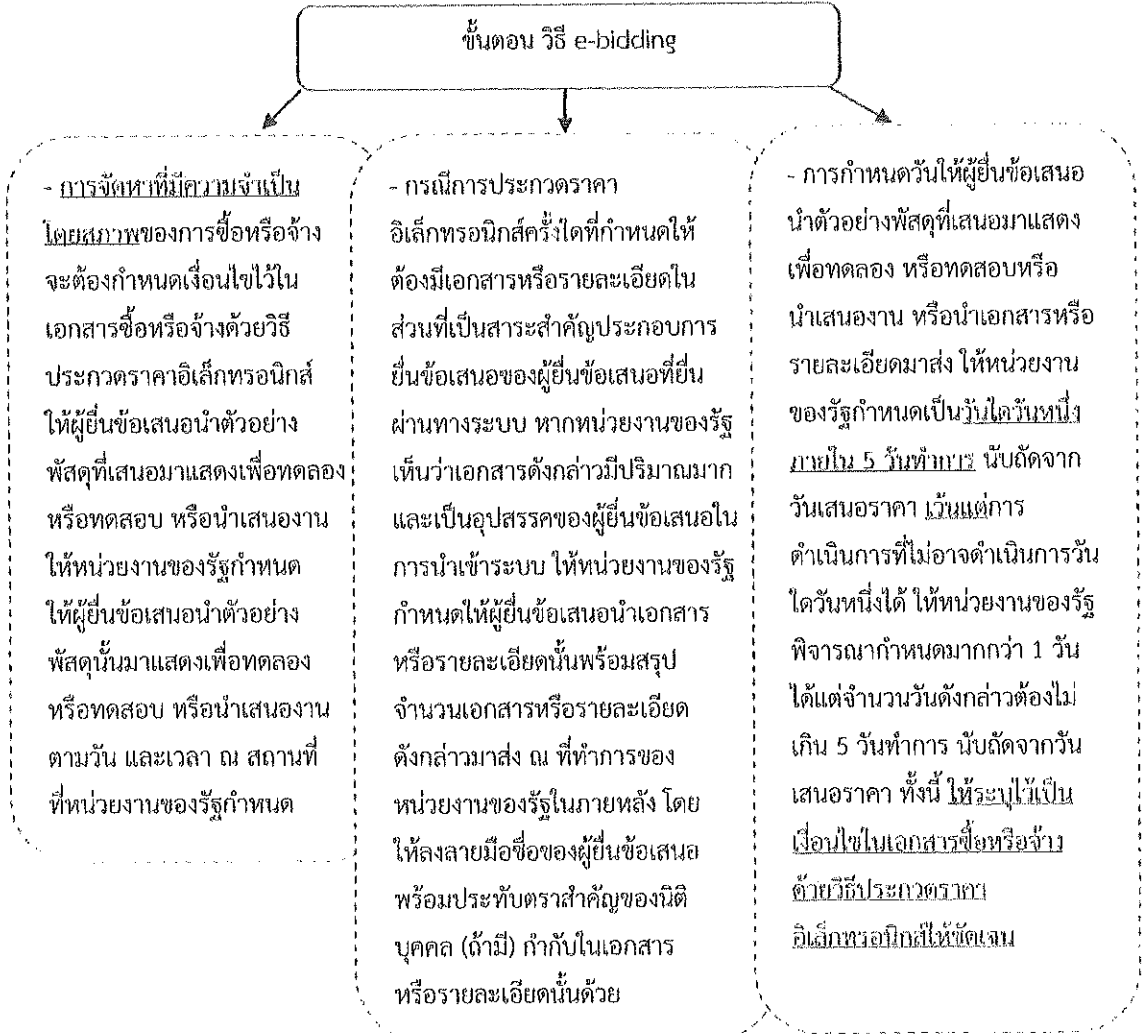 ขั้นตอน วิธี e-bidding
- การจัดหาที่มีความจำเป็น
โดยสภาพของการซื้อหรือจ้าง
จะต้องกำหนดเงื่อนไขไว้ใน
เอกสารซื้อหรือจ้างด้วยวิธี
ประกวดราคาอิเล็กทรอนิกส์
ให้ผู้ยื่นข้อเสนอนำตัวอย่าง
พัสดุที่เสนอมาแสดงเพื่อทดลอง
หรือทดสอบ หรือนำเสนองาน
ให้หน่วยงานของรัฐกำหนด
ให้ผู้ยื่นข้อเสนอนำตัวอย่าง
พัสดุนั้นมาแสดงเพื่อทดลอง
หรือทดสอบ หรือนำเสนองาน
ตามวัน และเวลา ณ สถานที่
ที่หน่วยงานของรัฐกำหนด
- กรณีการประกวดราคา
อิเล็กทรอนิกส์ครั้งใดที่กำหนดให้
ต้องมีเอกสารหรือรายละเอียดใน
ส่วนที่เป็นสาระสำคัญประกอบการ
ยื่นข้อเสนอของผู้ยื่นข้อเสนอที่ยื่น
ผ่านทางระบบ หากหน่วยงานของรัฐ
เห็นว่าเอกสารดังกล่าวมีปริมาณมาก
และเป็นอุปสรรคของผู้ยื่นข้อเสนอใน
การนำเข้าระบบ ให้หน่วยงานของรัฐ
กำหนดให้ผู้ยื่นข้อเสนอนำเอกสาร
หรือรายละเอียดนั้นพร้อมสรุป
จำนวนเอกสารหรือรายละเอียด
ดังกล่าวมาส่ง ณ ที่ทำการของ
หน่วยงานของรัฐในภายหลัง โดย
ให้ลงลายมือชื่อของผู้ยื่นข้อเสนอ
พร้อมประทับตราสำคัญของนิติ
บุคคล (ถ้ามี) กำกับในเอกสาร
หรือรายละเอียดนั้นด้วย
- การกำหนดวันให้ผู้ยื่นข้อเสนอ
นำตัวอย่างพัสดุที่เสนอมาแสดง
เพื่อทดลอง หรือทดสอบหรือ
นำเสนองาน หรือนำเอกสารหรือ
รายละเอียดมาส่ง ให้หน่วยงาน
ของรัฐกำหนดเป็นวันใดวันหนึ่ง
ภายใน 5 วันทำการ นับถัดจาก
วันเสนอราคา เว้นแต่การ
ดำเนินการที่ไม่อาจดำเนินการวัน
ใดวันหนึ่งได้ ให้หน่วยงานของรัฐ
พิจารณากำหนดมากกว่า 1 วัน
ได้แต่จำนวนวันดังกล่าวต้องไม่
เกิน 5 วันทำการ นับถัดจากวัน
เสนอราคา ทั้งนี้ ให้ระบุไว้เป็น
เงื่อนไขในเอกสารซื้อหรือจ้าง
ด้วยวิธีประกวดราคา
อิเล็กทรอนิกส์ให้ชัดเจน